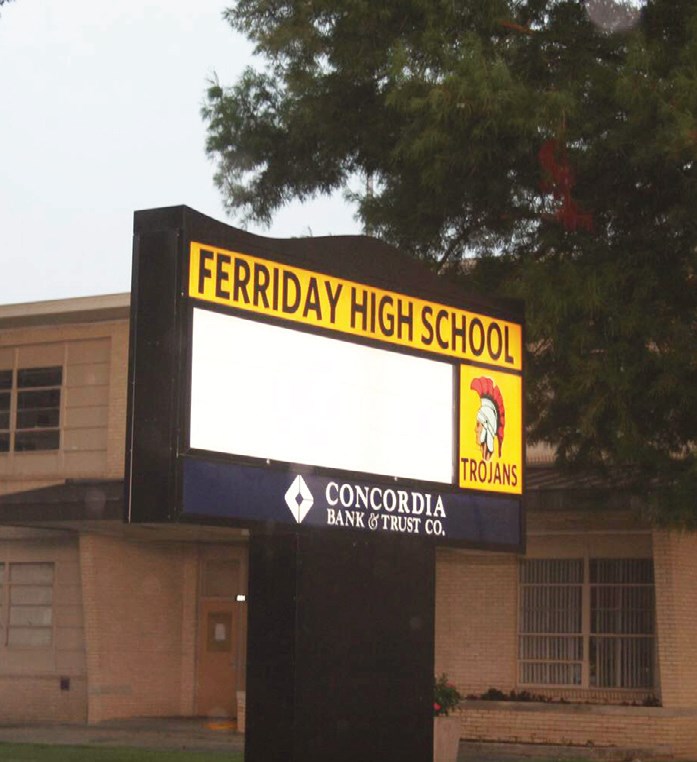 FERRIDAY HIGH SCHOOL
TROJANS
CONCORDIA
BANK & TRUST CO.